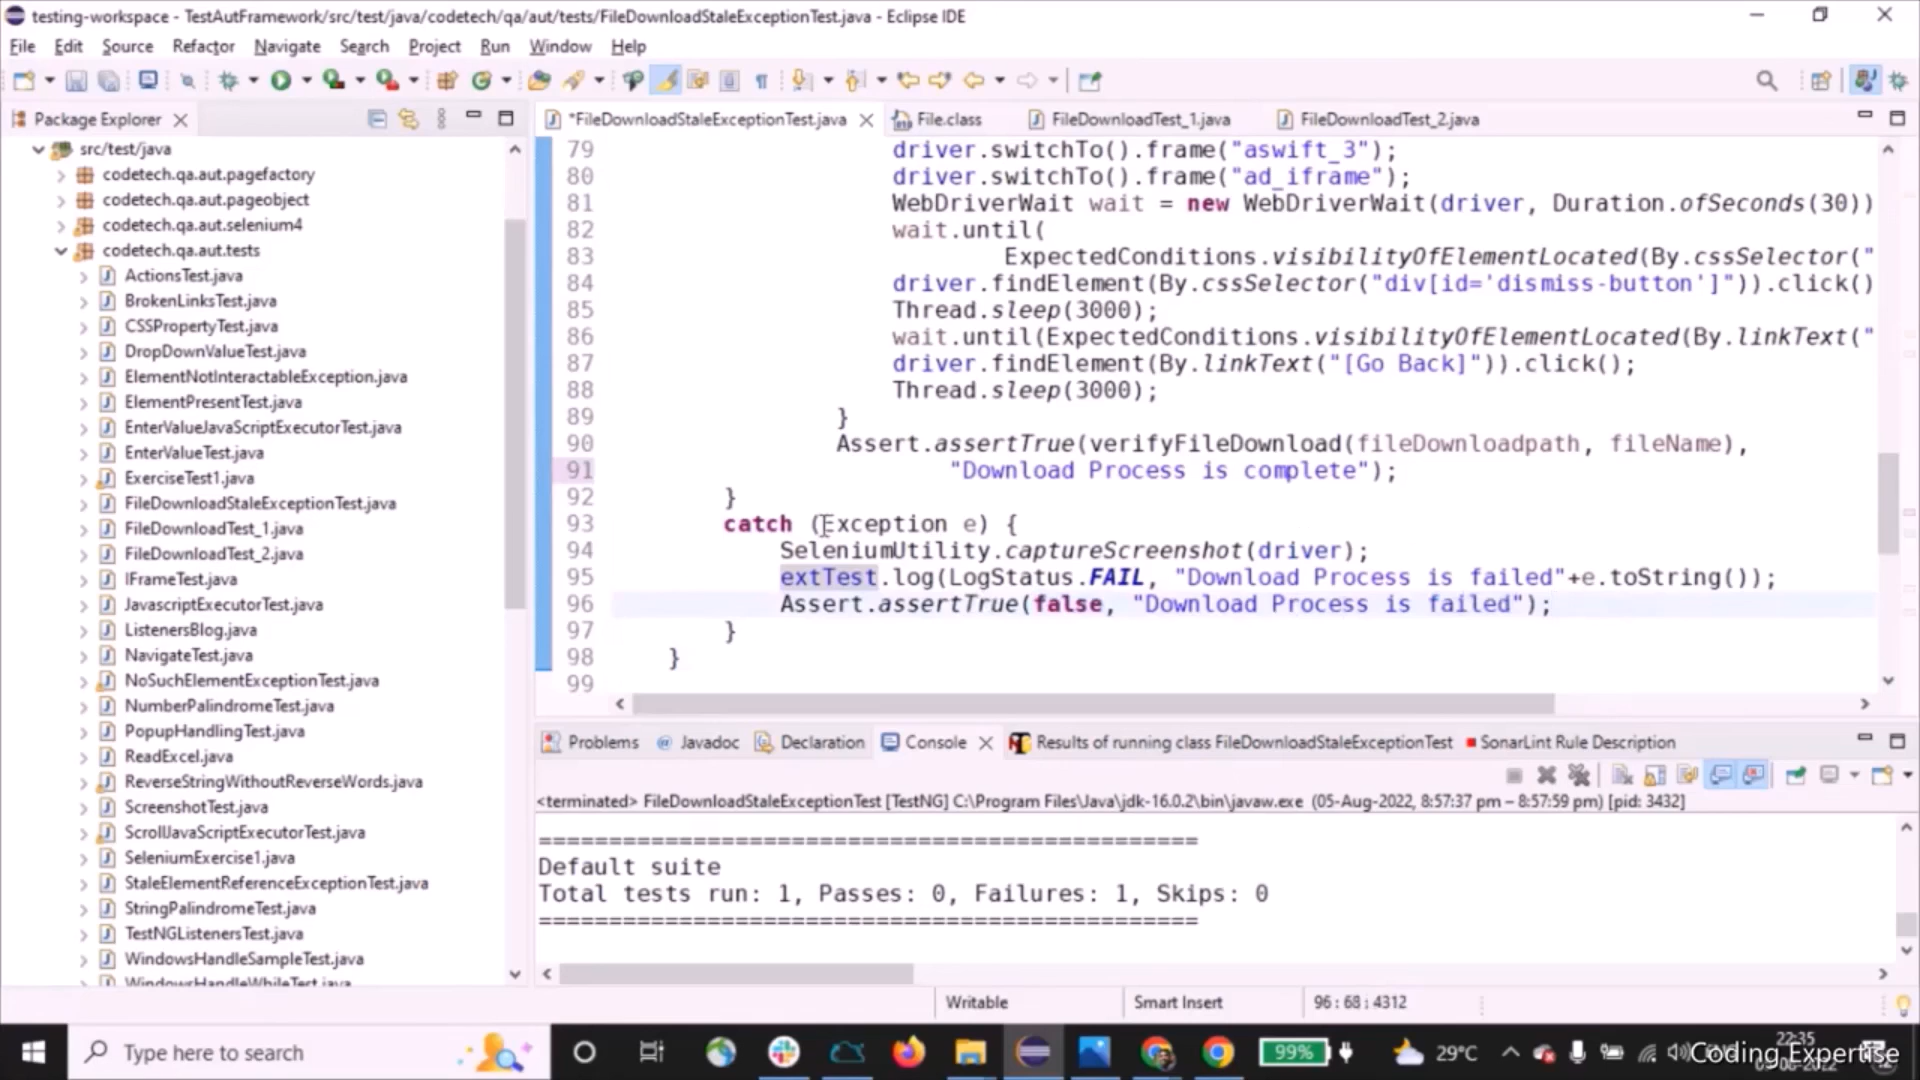 testing-workspace - TestAutFramework/src/test/java/codetech/qa/aut/tests/FileDownloadStaleExceptionTest.java - Eclipse IDE
File Edit Source Refactor Navigate Search Project Run Window Help
Package Explorer
src/test/java
codetech.qa.aut.pagefactory
codetech.qa.aut.pageobject
codetech.qa.aut.selenium4
codetech.qa.aut.tests
ActionsTest.java
BrokenLinksTest.java
CSSPropertyTest.java
DropDownValueTest.java
ElementNotInteractableException.java
ElementPresentTest.java
EnterValueJavaScriptExecutorTest.java
EnterValueTest.java
ExerciseTest1.java
FileDownloadStaleExceptionTest.java
FileDownloadTest_1.java
FileDownloadTest_2.java
IFrameTest.java
JavascriptExecutorTest.java
ListenersBlog.java
NavigateTest.java
NoSuchElementExceptionTest.java
NumberPalindromeTest.java
PopupHandlingTest.java
ReadExcel.java
ReverseStringWithoutReverseWords.java
ScreenshotTest.java
ScrollJavaScriptExecutorTest.java
SeleniumExercise1.java
StaleElementReferenceExceptionTest.java
StringPalindromeTest.java
TestNGListenersTest.java
WindowsHandleSampleTest.java
WindowsHandleWhileTest.java
*FileDownloadStaleExceptionTest.java File.class FileDownloadTest_1.java FileDownloadTest_2.java
79 driver.switchTo().frame("aswift_3");
80 driver.switchTo().frame("ad_iframe");
81 WebDriverWait wait = new WebDriverWait(driver, Duration.ofSeconds(30))
82 wait.until(
83 ExpectedConditions.visibilityOfElementLocated(By.cssSelector("
84 driver.findElement(By.cssSelector("div[id='dismiss-button']")).click()
85 Thread.sleep(3000);
86 wait.until(ExpectedConditions.visibilityOfElementLocated(By.linkText("
87 driver.findElement(By.linkText("[Go Back]")).click();
88 Thread.sleep(3000);
89 }
90 Assert.assertTrue(verifyFileDownload(fileDownloadpath, fileName),
91 "Download Process is complete");
92 }
93 catch (Exception e) {
94 SeleniumUtility.captureScreenshot(driver);
95 extTest.log(LogStatus.FAIL, "Download Process is failed"+e.toString());
96 Assert.assertTrue(false, "Download Process is failed");
97 }
98 }
99
Problems @ Javadoc Declaration Console Results of running class FileDownloadStaleExceptionTest SonarLint Rule Description
<terminated> FileDownloadStaleExceptionTest [TestNG] C:\Program Files\Java\jdk-16.0.2\bin\javaw.exe (05-Aug-2022, 8:57:37 pm – 8:57:59 pm) [pid: 3432]
===============================================
Default suite
Total tests run: 1, Passes: 0, Failures: 1, Skips: 0
===============================================
Writable Smart Insert 96 : 68 : 4312
Type here to search
99%
29°C
22:35
Coding Expertise